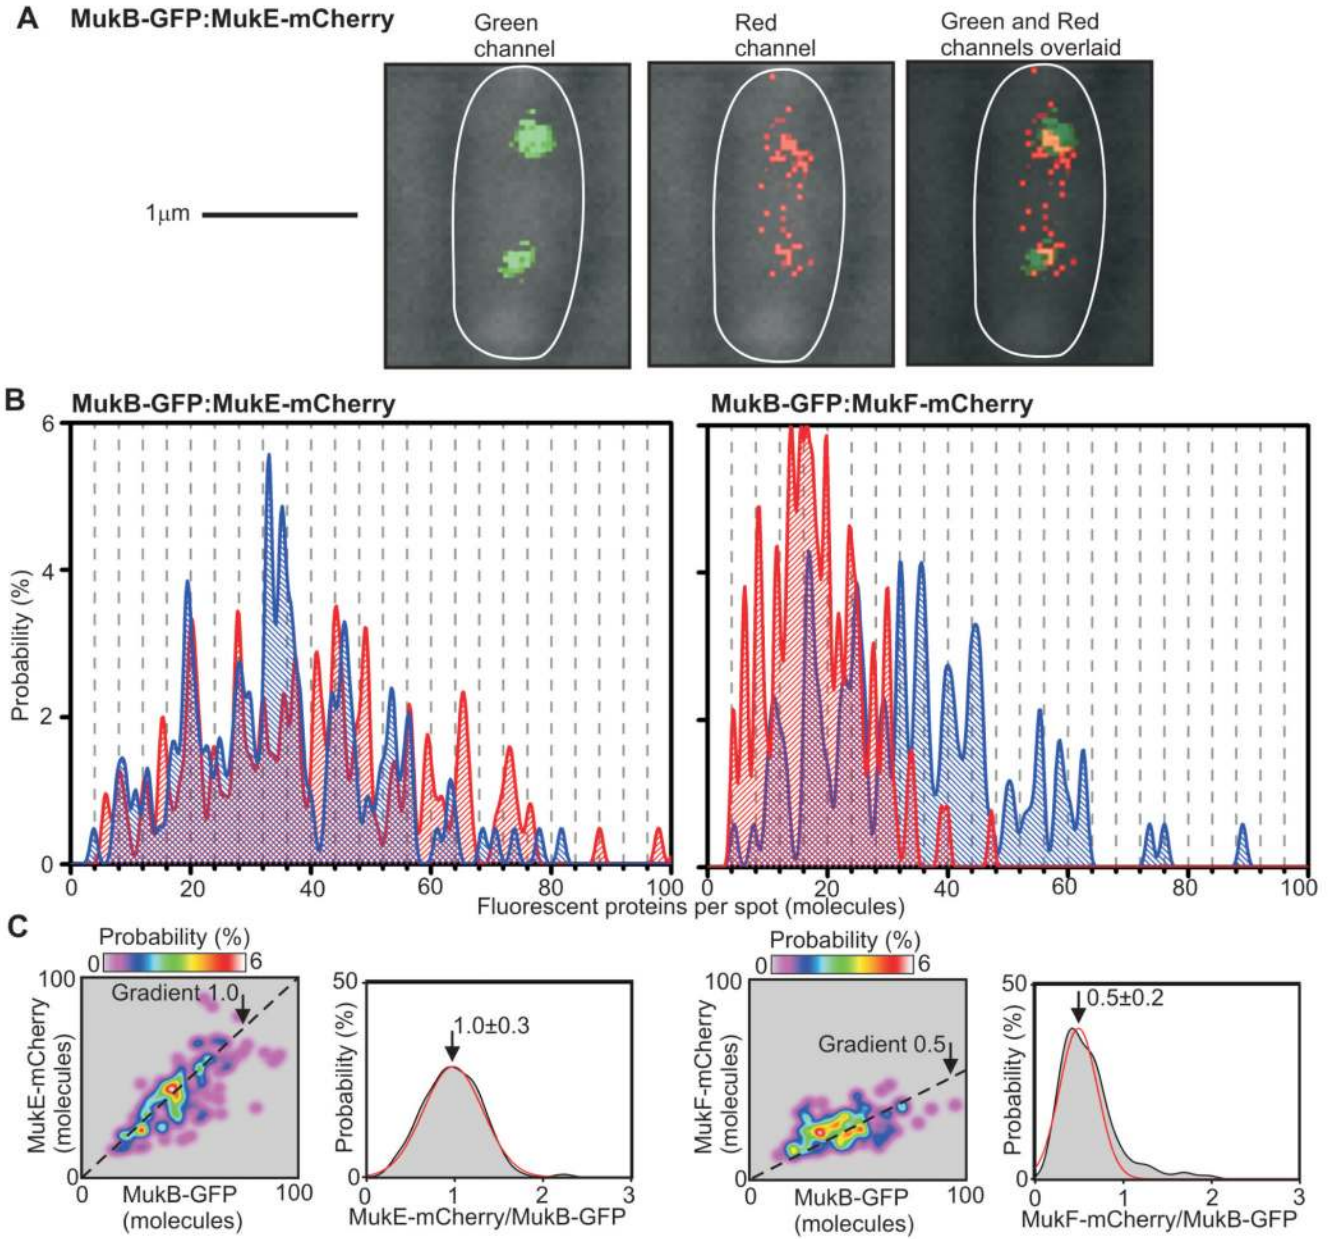 A MukB-GFP:MukE-mCherry
Green
channel
Red
channel
Green and Red
channels overlaid
1μm
B MukB-GFP:MukE-mCherry
MukB-GFP:MukF-mCherry
Probability (%)
6
4
2
0
0 20 40 60 80 100
0 20 40 60 80 100
Fluorescent proteins per spot (molecules)
C
Probability (%)
0 6
MukE-mCherry
(molecules)
100
0
Gradient 1.0
0 100
MukB-GFP
(molecules)
Probability (%)
50
0
1.0±0.3
0 1 2 3
MukE-mCherry/MukB-GFP
Probability (%)
0 6
MukF-mCherry
(molecules)
100
0
Gradient 0.5
0 100
MukB-GFP
(molecules)
Probability (%)
50
0
0.5±0.2
0 1 2 3
MukF-mCherry/MukB-GFP